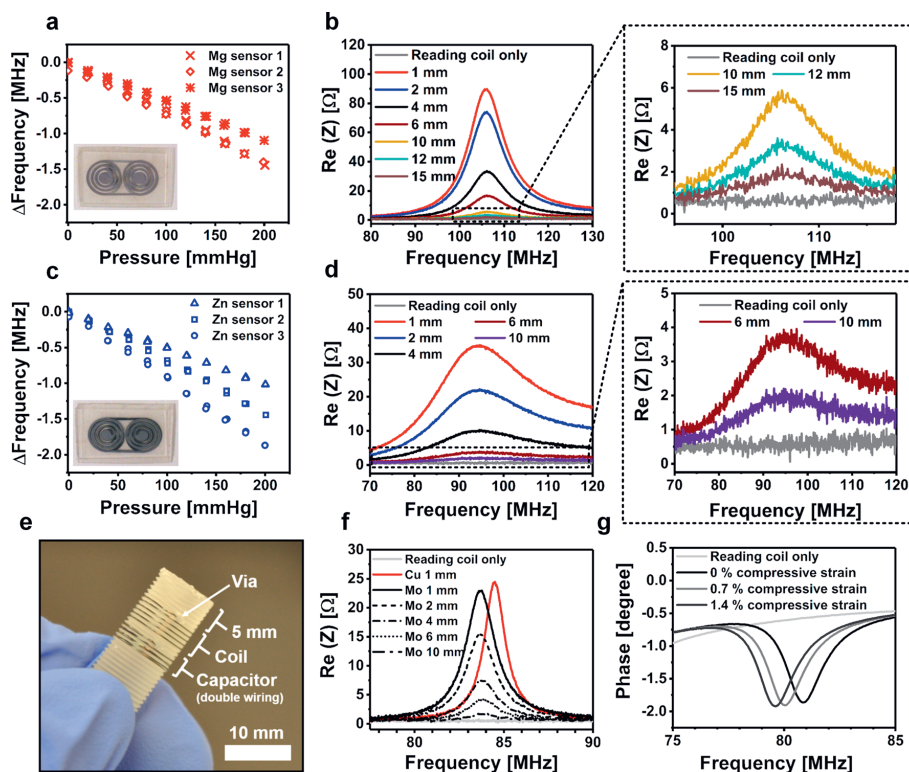 a
ΔFrequency [MHz]
0.0
-0.5
-1.0
-1.5
-2.0
Mg sensor 1
Mg sensor 2
Mg sensor 3
0 50 100 150 200
Pressure [mmHg]
b
Re (Z) [Ω]
120
100
80
60
40
20
0
Reading coil only
1 mm
2 mm
4 mm
6 mm
10 mm
12 mm
15 mm
80 90 100 110 120 130
Frequency [MHz]
Re (Z) [Ω]
8
6
4
2
0
Reading coil only
10 mm 12 mm
15 mm
100 110
Frequency [MHz]
c
ΔFrequency [MHz]
0.0
-0.5
-1.0
-1.5
-2.0
Zn sensor 1
Zn sensor 2
Zn sensor 3
0 50 100 150 200
Pressure [mmHg]
d
Re (Z) [Ω]
50
40
30
20
10
0
Reading coil only
1 mm 6 mm
2 mm 10 mm
4 mm
70 80 90 100 110 120
Frequency [MHz]
Re (Z) [Ω]
7
6
5
4
3
2
1
0
Reading coil only
6 mm 10 mm
70 80 90 100 110 120
Frequency [MHz]
e
Via
5 mm
Coil
Capacitor
(double wiring)
10 mm
f
Re (Z) [Ω]
30
25
20
15
10
5
0
Reading coil only
Cu 1 mm
Mo 1 mm
Mo 2 mm
Mo 4 mm
Mo 6 mm
Mo 10 mm
80 85 90
Frequency [MHz]
g
Phase [degree]
0.5
0.0
-0.5
-1.0
-1.5
-2.0
Reading coil only
0 % compressive strain
0.7 % compressive strain
1.4 % compressive strain
75 80 85
Frequency [MHz]